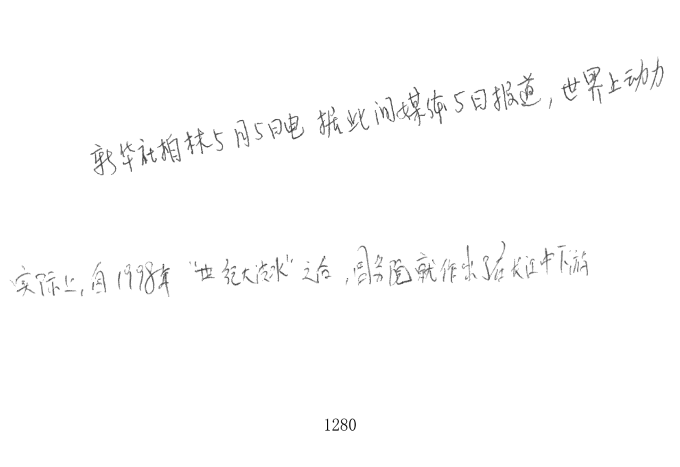 新华社柏林5月5日电 据此间媒体5日报道，世界上动力
实际上，自1998年“世纪大洪水”之后，国务院就作出了在长江中下游
1280